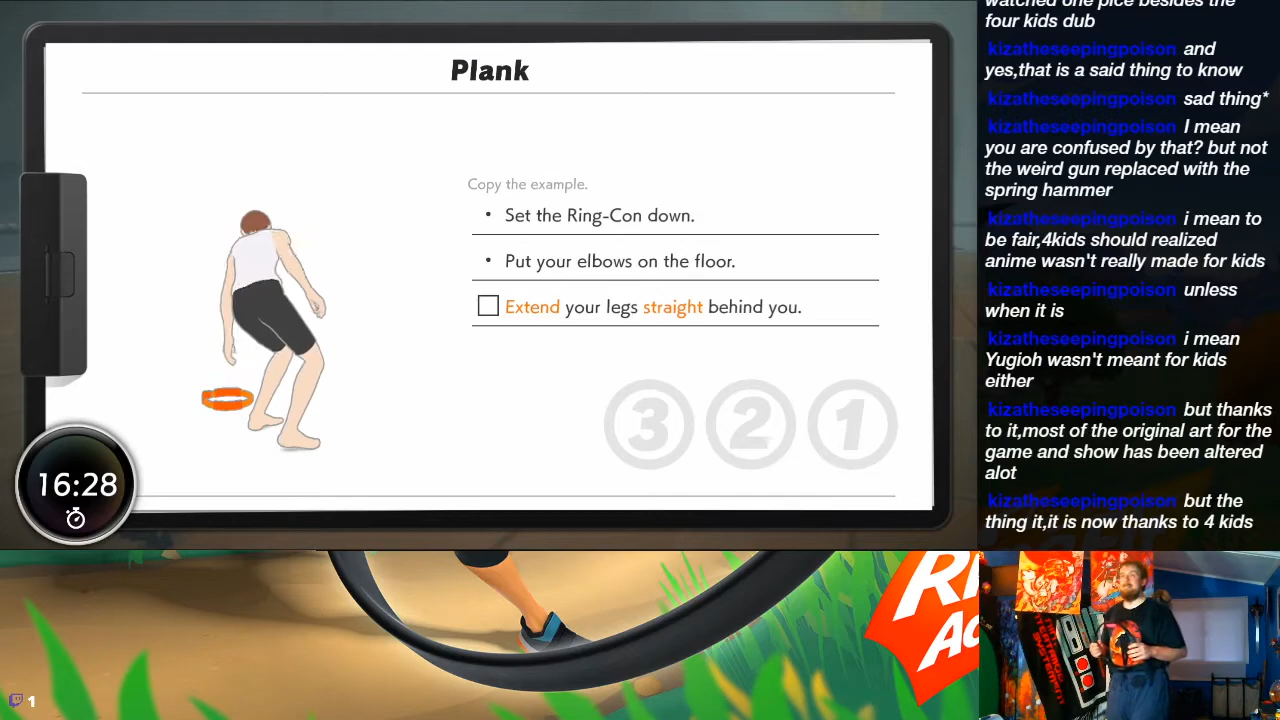 Plank
Copy the example.
• Set the Ring-Con down.
• Put your elbows on the floor.
Extend your legs straight behind you.
3 2 1
16:28
1
watched one pice besides the
four kids dub
kizatheseepingpoison and
yes,that is a said thing to know
kizatheseepingpoison sad thing*
kizatheseepingpoison I mean
you are confused by that? but not
the weird gun replaced with the
spring hammer
kizatheseepingpoison i mean to
be fair,4kids should realized
anime wasn't really made for kids
kizatheseepingpoison unless
when it is
kizatheseepingpoison i mean
Yugioh wasn't meant for kids
either
kizatheseepingpoison but thanks
to it,most of the original art for the
game and show has been altered
alot
kizatheseepingpoison but the
thing it,it is now thanks to 4 kids